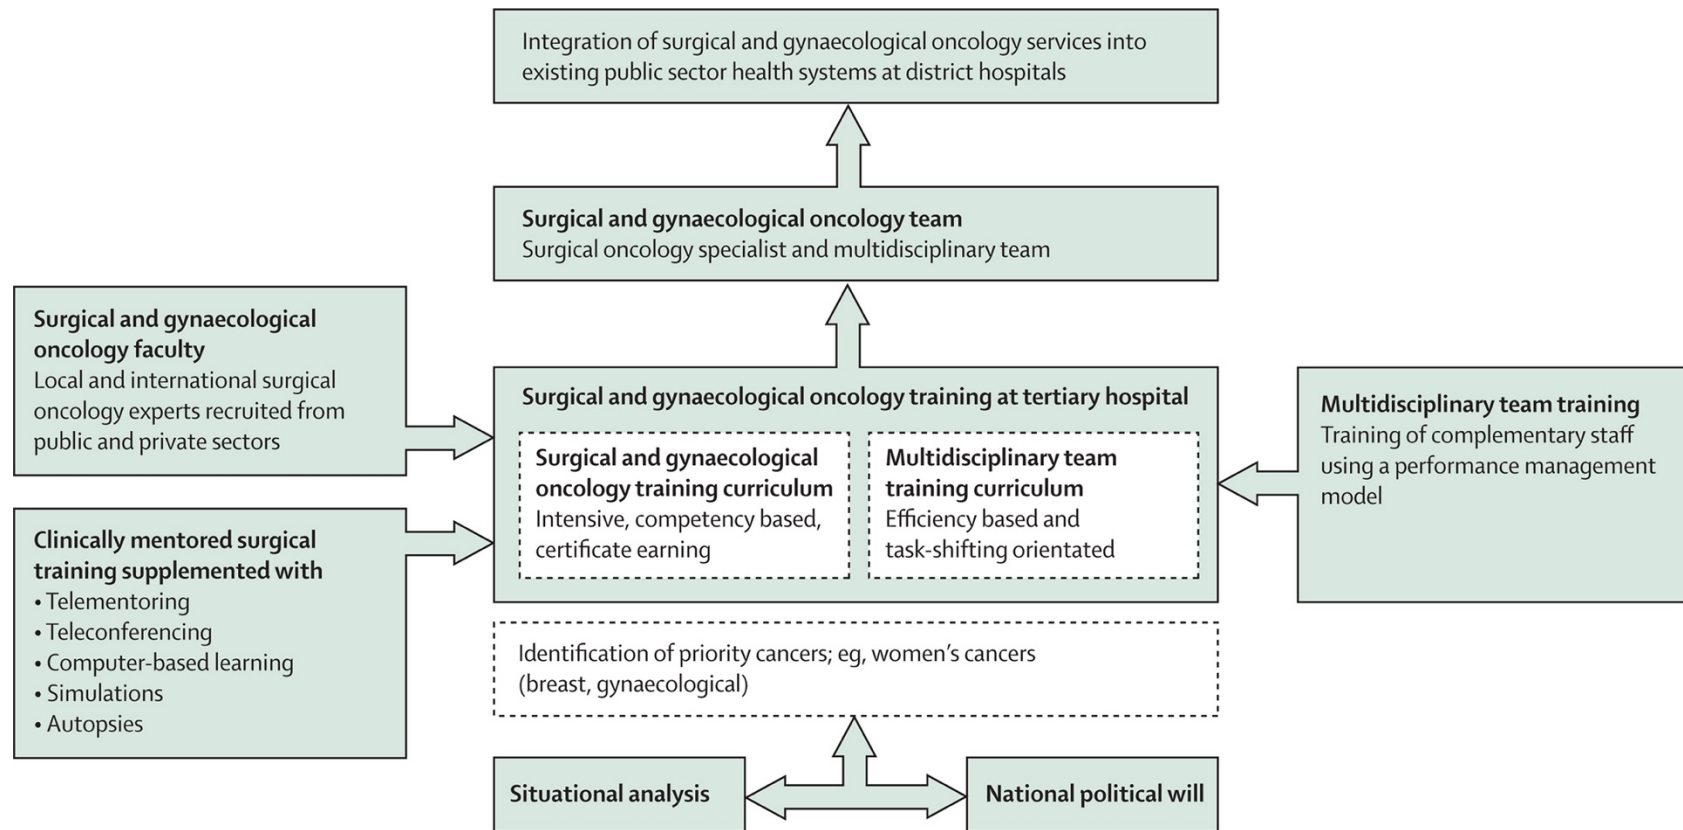 Integration of surgical and gynaecological oncology services into
existing public sector health systems at district hospitals
Surgical and gynaecological oncology team
Surgical oncology specialist and multidisciplinary team
Surgical and gynaecological
oncology faculty
Local and international surgical
oncology experts recruited from
public and private sectors
Clinically mentored surgical
training supplemented with
• Telementoring
• Teleconferencing
• Computer-based learning
• Simulations
• Autopsies
Surgical and gynaecological oncology training at tertiary hospital
Surgical and gynaecological
oncology training curriculum
Intensive, competency based,
certificate earning
Multidisciplinary team
training curriculum
Efficiency based and
task-shifting orientated
Multidisciplinary team training
Training of complementary staff
using a performance management
model
Identification of priority cancers; eg, women’s cancers
(breast, gynaecological)
Situational analysis
National political will